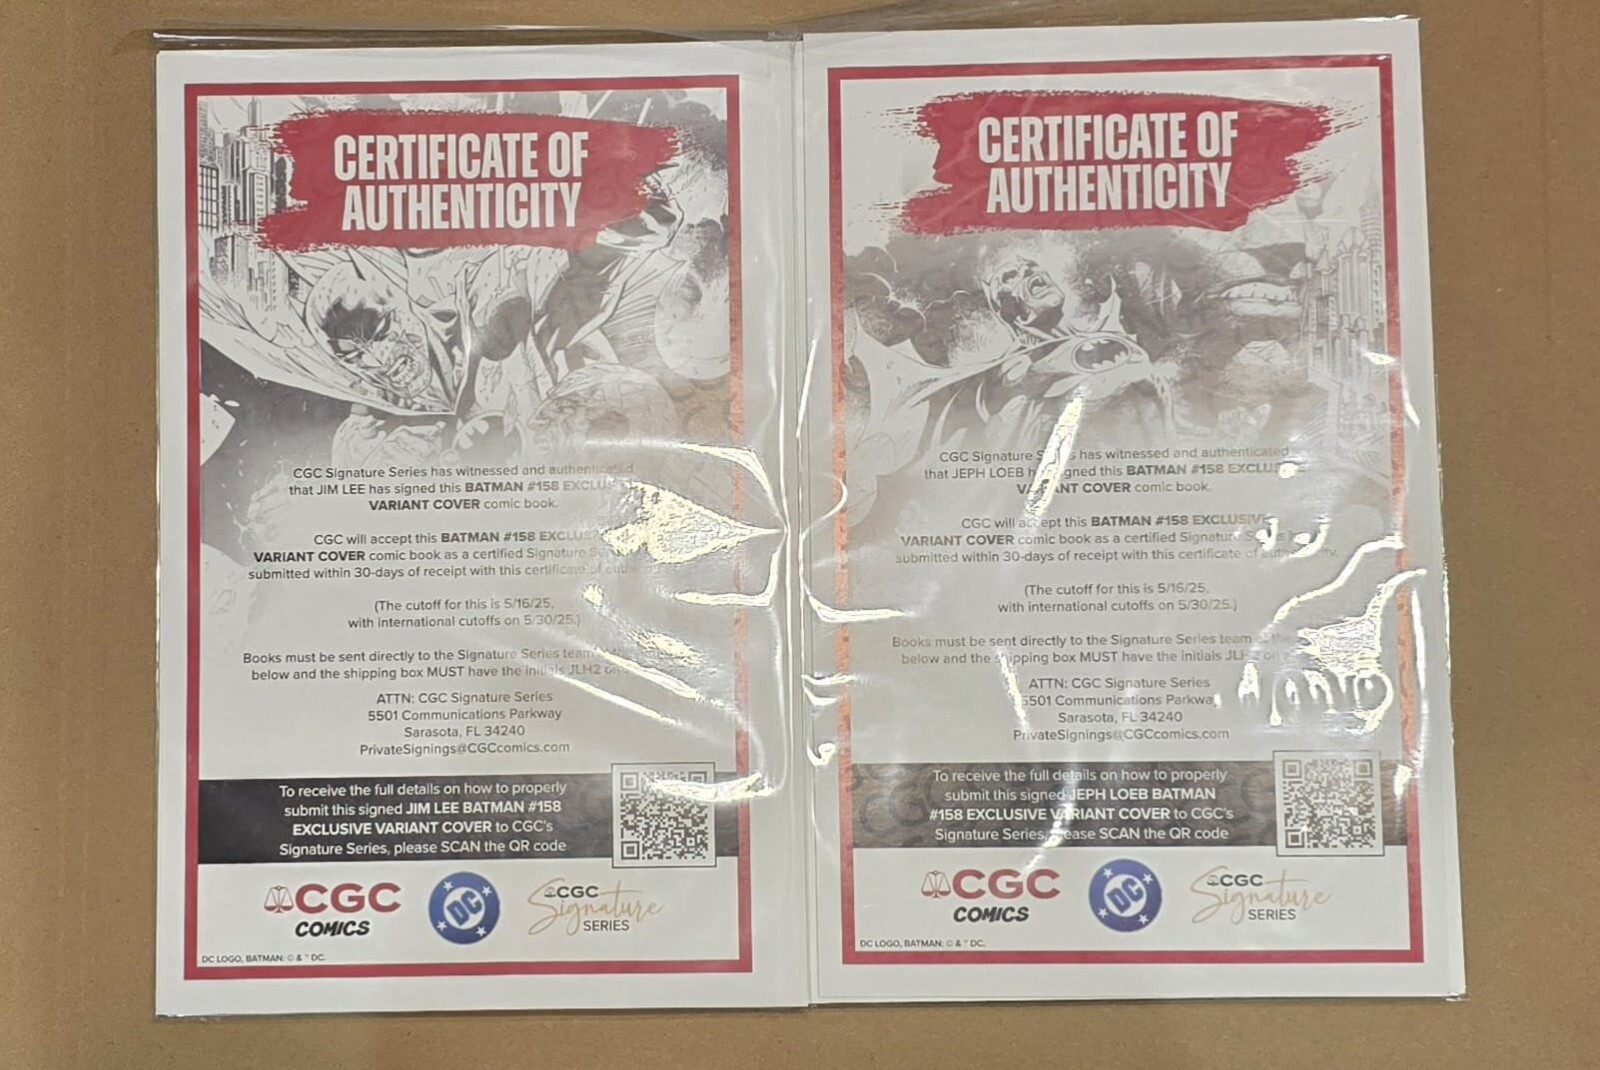 CERTIFICATE OF
AUTHENTICITY
CGC Signature Series has witnessed and authenticated
that JIM LEE has signed this BATMAN #158
VARIANT COVER comic book.
CGC will accept this BATMAN #158
VARIANT COVER comic book as a certified Signature
submitted within 30-days of receipt with this certificate of
(The cutoff for this is 5/16/25,
with international cutoffs on 5/30/25.)
Books must be sent directly to the Signature Series team
below and the shipping box MUST have the initials JLH2 on
ATTN: CGC Signature Series
5501 Communications Parkway
Sarasota, FL 34240
PrivateSignings@CGCcomics.com
To receive the full details on how to properly
submit this signed JIM LEE BATMAN #158
EXCLUSIVE VARIANT COVER to CGC's
Signature Series, please SCAN the QR code
CGC
COMICS
DC
CGC
Signature
SERIES
DC LOGO, BATMAN: © & ™ DC.
CERTIFICATE OF
AUTHENTICITY
CGC Signature has witnessed and authenticated
that JEPH LOEB signed this BATMAN #158
VARIANT COVER comic book.
CGC will accept this BATMAN #158 EXCLUSIVE
VARIANT COVER comic book as a certified
submitted within 30-days of receipt with this certificate of
(The cutoff for this is 5/16/25,
with international cutoffs on 5/30/25.)
Books must be sent directly to the Signature Series team
below and the shipping box MUST have the initials
ATTN: CGC Signature Series
5501 Communications Parkway
Sarasota, FL 34240
PrivateSignings@CGCcomics.com
To receive the full details on how to properly
submit this signed JEPH LOEB BATMAN
#158 EXCLUSIVE VARIANT COVER to CGC's
Signature Series, please SCAN the QR code
CGC
COMICS
DC
CGC
Signature
SERIES
DC LOGO, BATMAN: © & ™ DC.